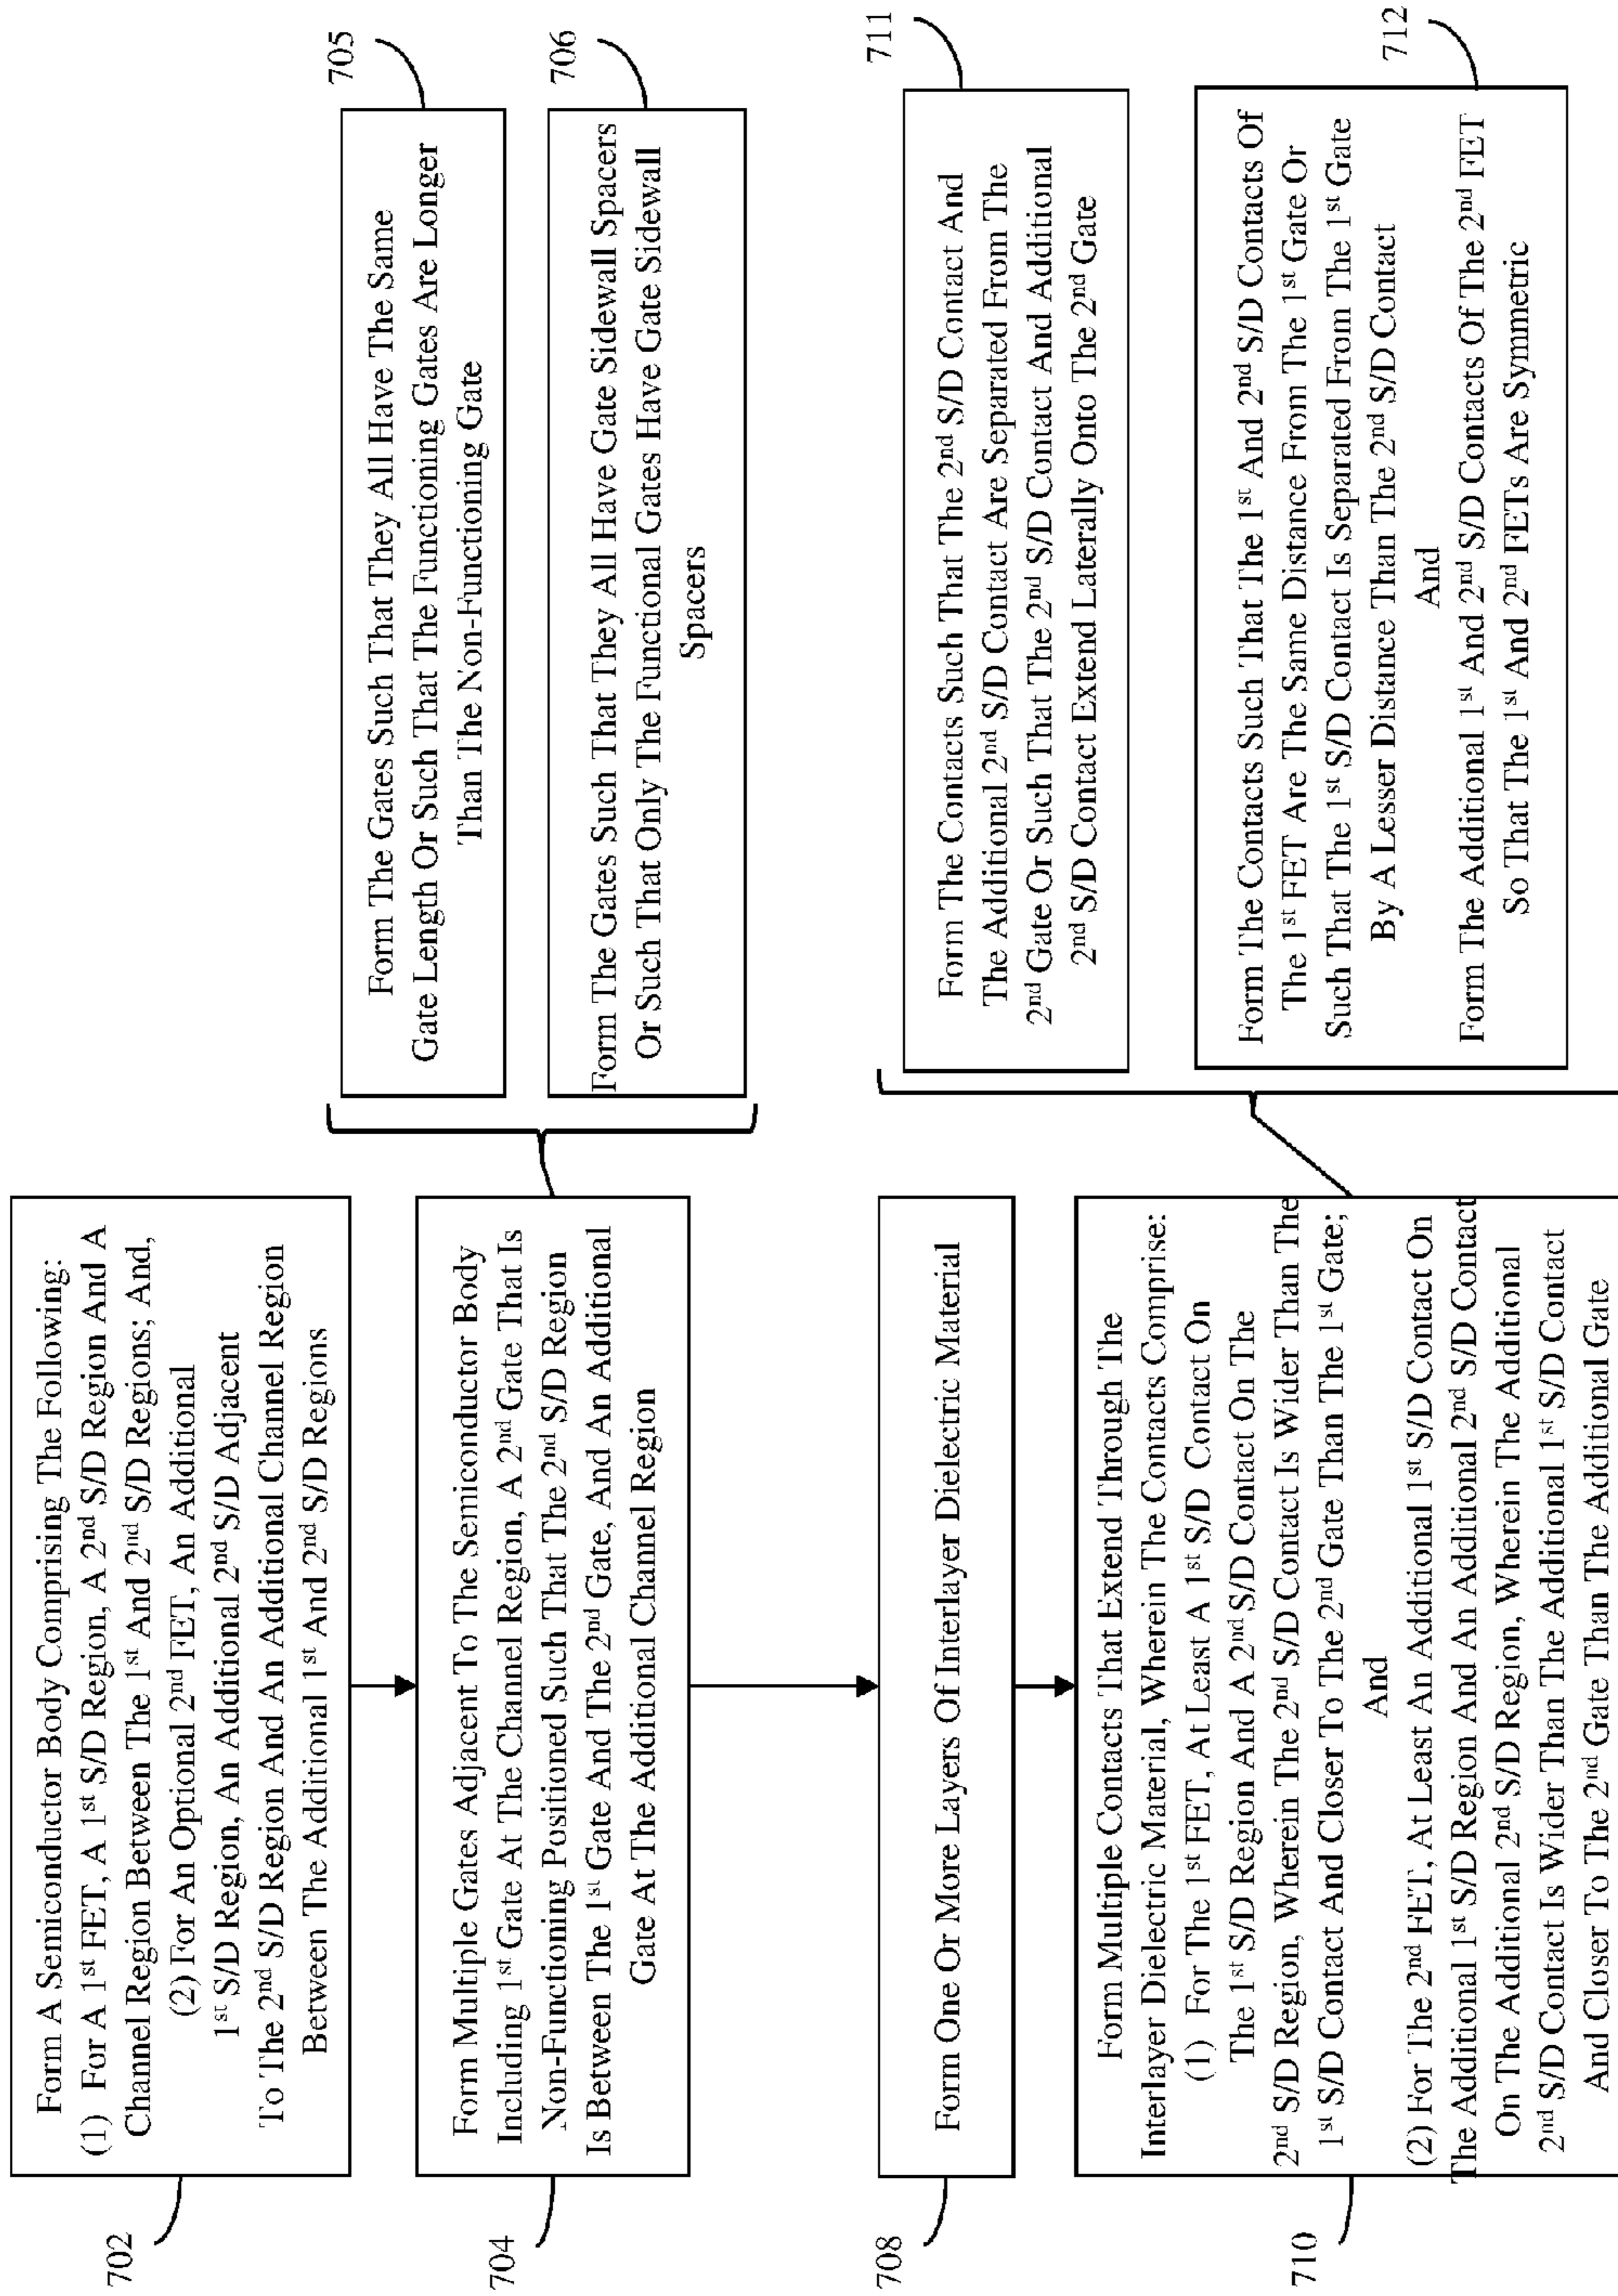 702
Form A Semiconductor Body Comprising The Following:
(1) For A 1st FET, A 1st S/D Region, A 2nd S/D Region And A
Channel Region Between The 1st And 2nd S/D Regions; And,
(2) For An Optional 2nd FET, An Additional
1st S/D Region, An Additional 2nd S/D Adjacent
To The 2nd S/D Region And An Additional Channel Region
Between The Additional 1st And 2nd S/D Regions
704
Form Multiple Gates Adjacent To The Semiconductor Body
Including 1st Gate At The Channel Region, A 2nd Gate That Is
Non-Functioning Positioned Such That The 2nd S/D Region
Is Between The 1st Gate And The 2nd Gate, And An Additional
Gate At The Additional Channel Region
705
Form The Gates Such That They All Have The Same
Gate Length Or Such That The Functioning Gates Are Longer
Than The Non-Functioning Gate
706
Form The Gates Such That They All Have Gate Sidewall Spacers
Or Such That Only The Functional Gates Have Gate Sidewall
Spacers
708
Form One Or More Layers Of Interlayer Dielectric Material
710
Form Multiple Contacts That Extend Through The
Interlayer Dielectric Material, Wherein The Contacts Comprise:
(1) For The 1st FET, At Least A 1st S/D Contact On
The 1st S/D Region And A 2nd S/D Contact On The
2nd S/D Region, Wherein The 2nd S/D Contact Is Wider Than The
1st S/D Contact And Closer To The 2nd Gate Than The 1st Gate;
And
(2) For The 2nd FET, At Least An Additional 1st S/D Contact On
The Additional 1st S/D Region And An Additional 2nd S/D Contact
On The Additional 2nd S/D Region, Wherein The Additional
2nd S/D Contact Is Wider Than The Additional 1st S/D Contact
And Closer To The 2nd Gate Than The Additional Gate
711
Form The Contacts Such That The 2nd S/D Contact And
The Additional 2nd S/D Contact Are Separated From The
2nd Gate Or Such That The 2nd S/D Contact And Additional
2nd S/D Contact Extend Laterally Onto The 2nd Gate
712
Form The Contacts Such That The 1st And 2nd S/D Contacts Of
The 1st FET Are The Same Distance From The 1st Gate Or
Such That The 1st S/D Contact Is Separated From The 1st Gate
By A Lesser Distance Than The 2nd S/D Contact
And
Form The Additional 1st And 2nd S/D Contacts Of The 2nd FET
So That The 1st And 2nd FETs Are Symmetric